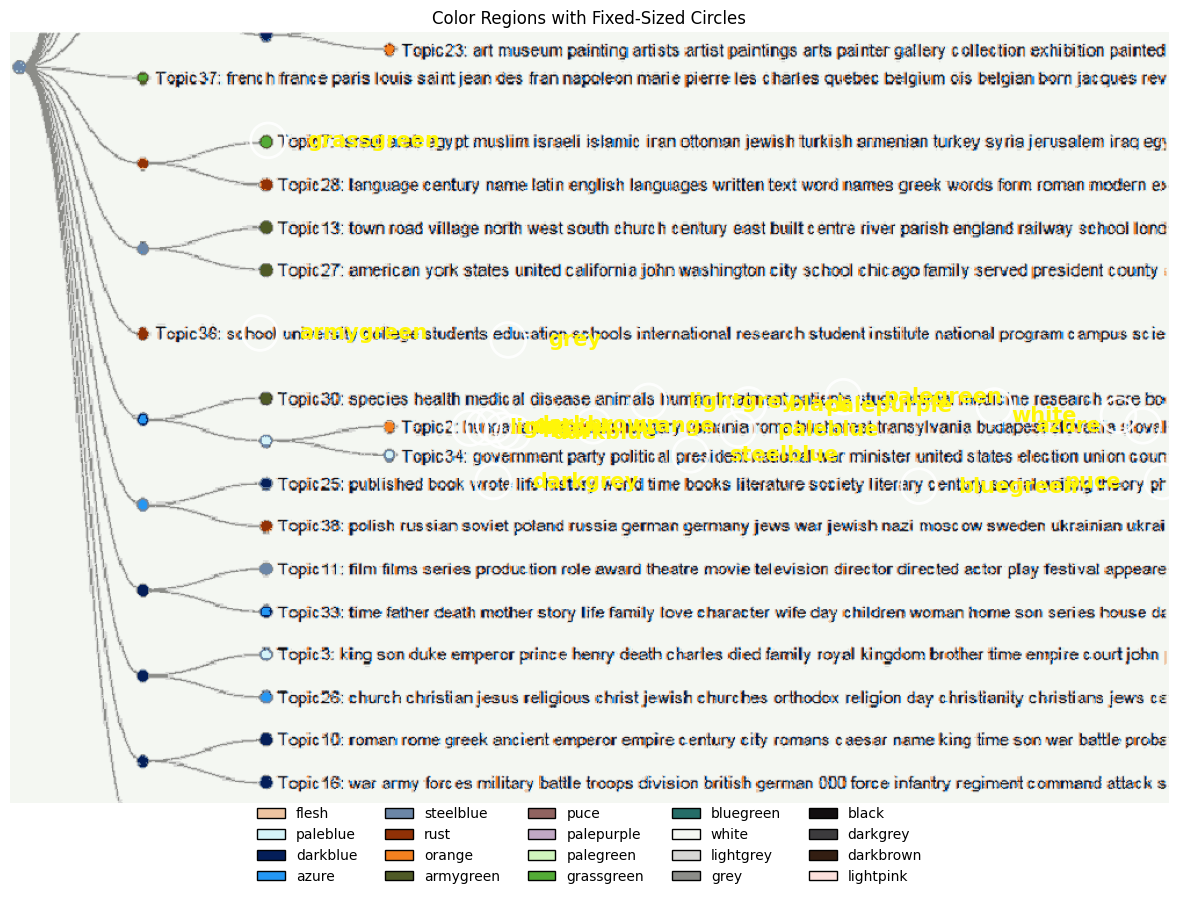 Color Regions with Fixed-Sized Circles
Topic23: art museum painting artists artist paintings arts painter gallery collection exhibition painted
Topic37: french france paris louis saint jean des fran napoleon marie pierre les charles quebec belgium ois belgian born jacques rev
grassgreen
egypt muslim israeli islamic iran ottoman jewish turkish armenian turkey syria jerusalem iraq egy
Topic28: language century name latin english languages written text word names greek words form roman modern ex
Topic13: town road village north west south church century east built centre river parish england railway school lond
Topic27: american york states united california john washington city school chicago family served president county
Topic36: school university college students education schools international research student institute national program campus scie
armygreen
grey
Topic30: species health medical disease animals human treatment patients study medicine research care bo
lightgrey
black
palepurple
palegreen
white
azure
Topic2: hungarian romania bucharest transylvania budapest slovenia slovak
darkblue
orange
paleblue
Topic34: government party political president national war minister united states election union coun
steelblue
Topic25: published book wrote life history world time books literature society literary century social writing theory ph
darkgrey
bluegreen
puce
Topic38: polish russian soviet poland russia german germany jews war jewish nazi moscow sweden ukrainian ukrai
Topic11: film films series production role award theatre movie television director directed actor play festival appeare
Topic33: time father death mother story life family love character wife day children woman home son series house da
Topic3: king son duke emperor prince henry death charles died family royal kingdom brother time empire court john
Topic26: church christian jesus religious christ jewish churches orthodox religion day christianity christians jews ca
Topic10: roman rome greek ancient emperor empire century city romans caesar name king time son war battle proba
Topic16: war army forces military battle troops division british german 000 force infantry regiment command attack s
flesh steelblue puce bluegreen black
paleblue rust palepurple white darkgrey
darkblue orange palegreen lightgrey darkbrown
azure armygreen grassgreen grey lightpink